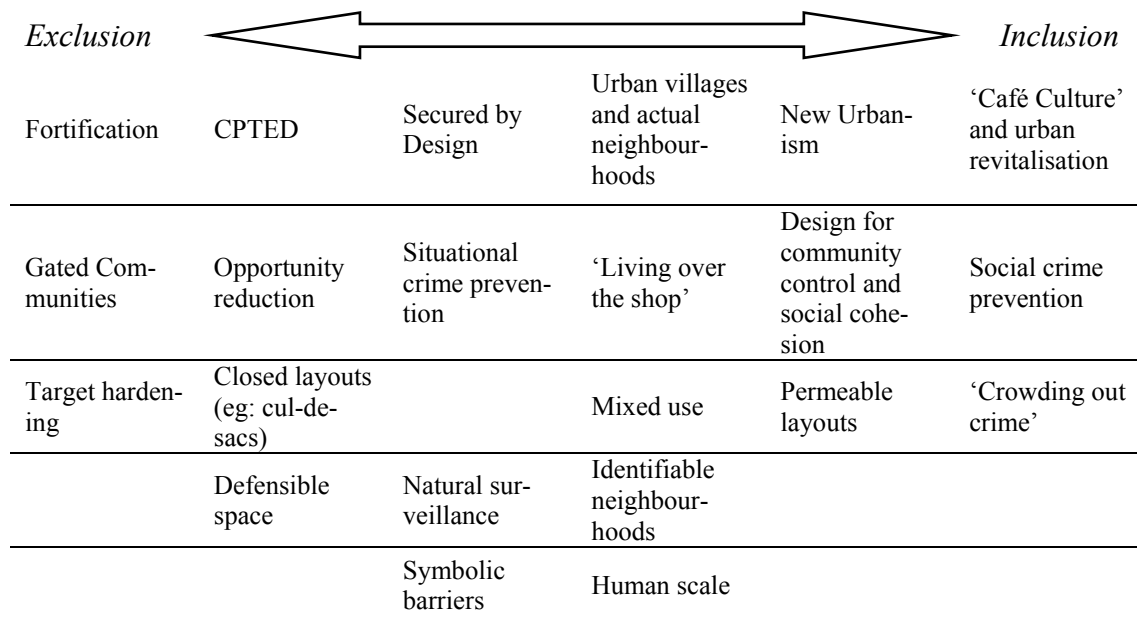 Exclusion Inclusion
Fortification
CPTED
Secured by
Design
Urban villages
and actual
neighbour-
hoods
New Urban-
ism
‘Café Culture’
and urban
revitalisation
Gated Com-
munities
Opportunity
reduction
Situational
crime preven-
tion
‘Living over
the shop’
Design for
community
control and
social cohe-
sion
Social crime
prevention
Target harden-
ing
Closed layouts
(eg: cul-de-
sacs)
Mixed use
Permeable
layouts
‘Crowding out
crime’
Defensible
space
Natural sur-
veillance
Identifiable
neighbour-
hoods
Symbolic
barriers
Human scale